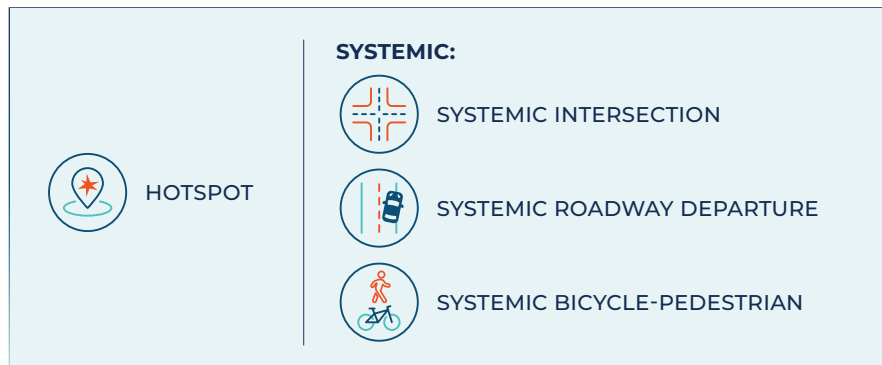 HOTSPOT
SYSTEMIC:
SYSTEMIC INTERSECTION
SYSTEMIC ROADWAY DEPARTURE
SYSTEMIC BICYCLE-PEDESTRIAN